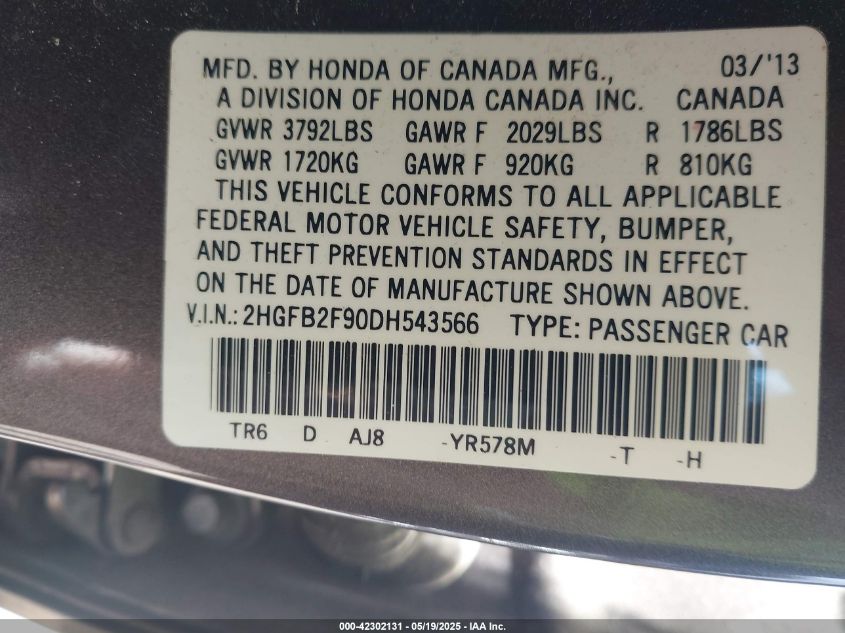 MFD. BY HONDA OF CANADA MFG., 03/'13
A DIVISION OF HONDA CANADA INC. CANADA
GVWR 3792LBS GAWR F 2029LBS R 1786LBS
GVWR 1720KG GAWR F 920KG R 810KG
THIS VEHICLE CONFORMS TO ALL APPLICABLE
FEDERAL MOTOR VEHICLE SAFETY, BUMPER,
AND THEFT PREVENTION STANDARDS IN EFFECT
ON THE DATE OF MANUFACTURE SHOWN ABOVE.
V.I.N.: 2HGFB2F90DH543566 TYPE: PASSENGER CAR
TR6 D AJ8 -YR578M -T -H
000-42302131 - 05/19/2025 - IAA Inc.